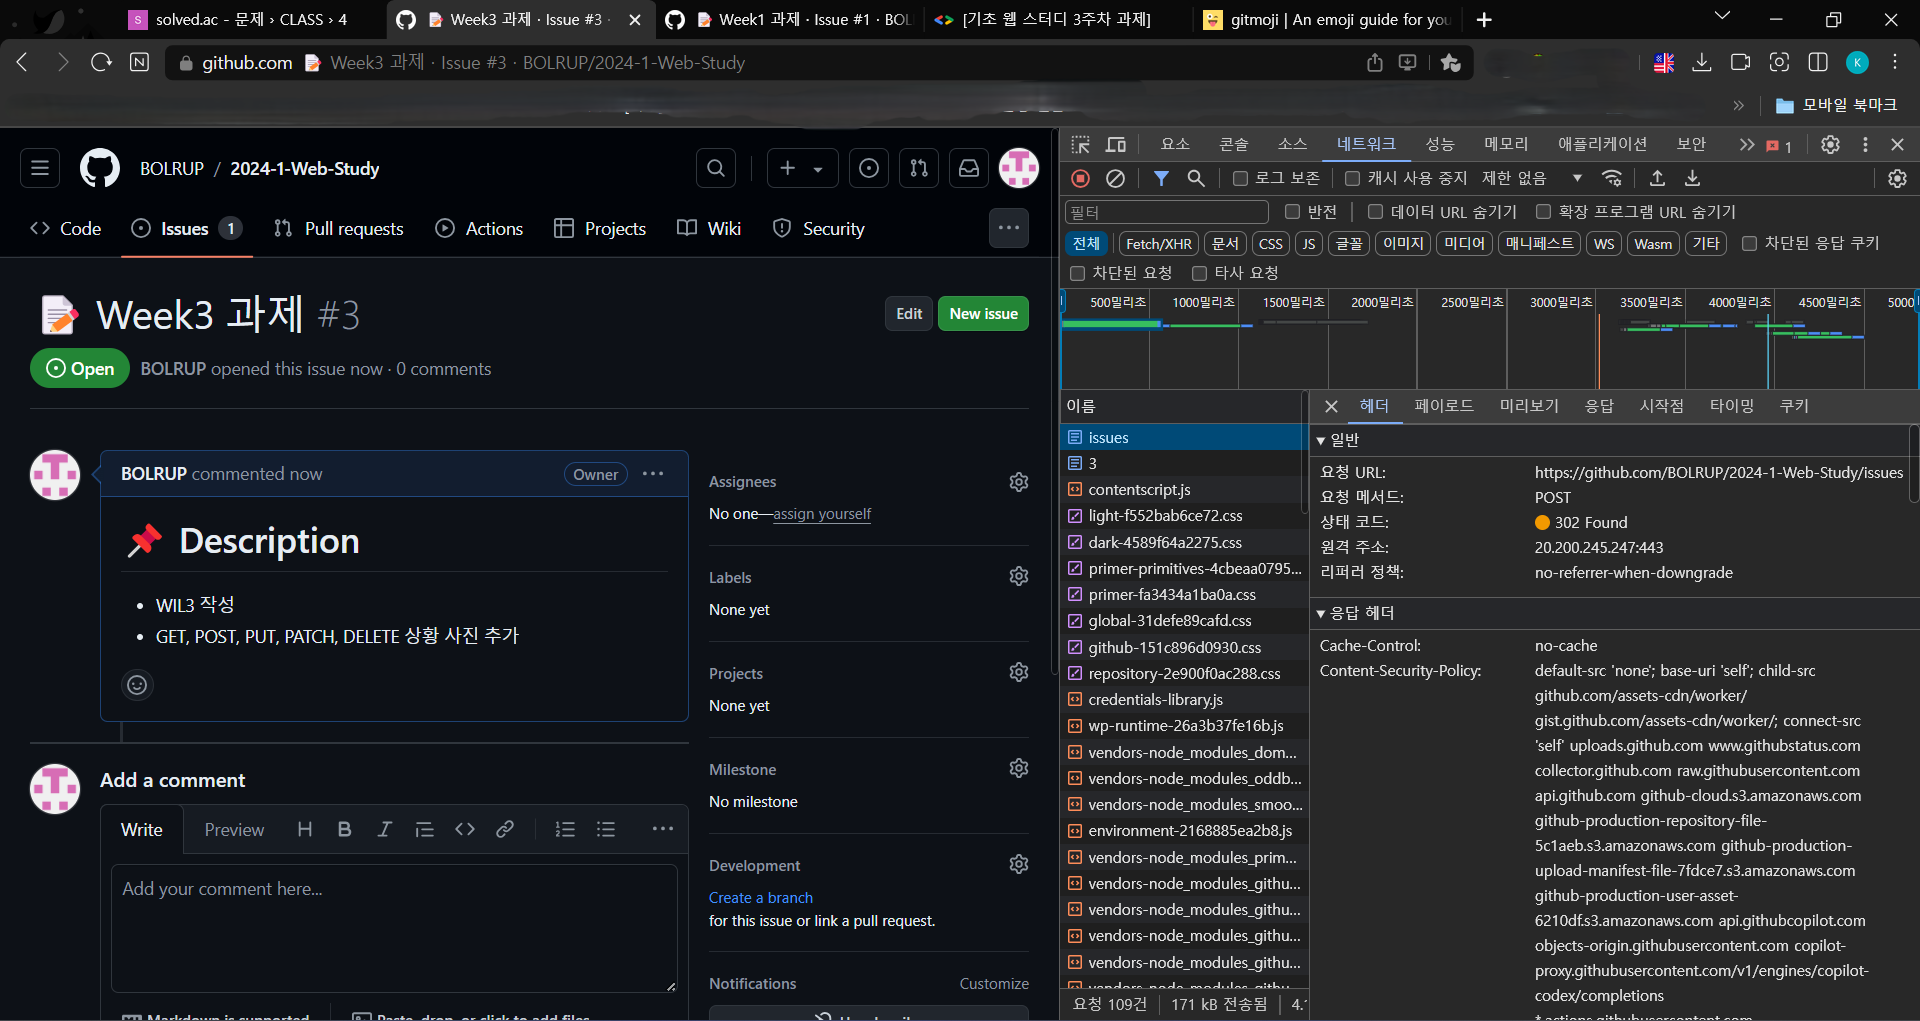 solved.ac - 문제 › CLASS › 4
Week3 과제 · Issue #3 ·
Week1 과제 · Issue #1 · BOL
[기초 웹 스터디 3주차 과제]
gitmoji | An emoji guide for you
github.com Week3 과제 · Issue #3 · BOLRUP/2024-1-Web-Study
K
» 모바일 북마크
BOLRUP / 2024-1-Web-Study
Code
Issues 1
Pull requests
Actions
Projects
Wiki
Security
Week3 과제 #3
Edit
New issue
Open
BOLRUP opened this issue now · 0 comments
BOLRUP commented now
Owner
Description
• WIL3 작성
• GET, POST, PUT, PATCH, DELETE 상황 사진 추가
Add a comment
Write
Preview
Add your comment here...
Markdown is supported
Paste, drop, or click to add files
Assignees
No one—assign yourself
Labels
None yet
Projects
None yet
Milestone
No milestone
Development
Create a branch
for this issue or link a pull request.
Notifications
Customize
요소 콘솔 소스 네트워크 성능 메모리 애플리케이션 보안 » 1
로그 보존 캐시 사용 중지 제한 없음
필터 반전 데이터 URL 숨기기 확장 프로그램 URL 숨기기
전체 Fetch/XHR 문서 CSS JS 글꼴 이미지 미디어 매니페스트 WS Wasm 기타 차단된 응답 쿠키
차단된 요청 타사 요청
500밀리초 1000밀리초 1500밀리초 2000밀리초 2500밀리초 3000밀리초 3500밀리초 4000밀리초 4500밀리초 5000
이름
issues
3
contentscript.js
light-f552bab6ce72.css
dark-4589f64a2275.css
primer-primitives-4cbeaa0795...
primer-fa3434a1ba0a.css
global-31defe89cafd.css
github-151c896d0930.css
repository-2e900f0ac288.css
credentials-library.js
wp-runtime-26a3b37fe16b.js
vendors-node_modules_dom...
vendors-node_modules_oddb...
vendors-node_modules_smoo...
environment-2168885ea2b8.js
vendors-node_modules_prim...
vendors-node_modules_githu...
vendors-node_modules_githu...
vendors-node_modules_githu...
vendors-node_modules_githu...
vendors-node_modules_githu...
요청 109건 171 kB 전송됨 4.
헤더 페이로드 미리보기 응답 시작점 타이밍 쿠키
일반
요청 URL: https://github.com/BOLRUP/2024-1-Web-Study/issues
요청 메서드: POST
상태 코드: 302 Found
원격 주소: 20.200.245.247:443
리퍼러 정책: no-referrer-when-downgrade
응답 헤더
Cache-Control: no-cache
Content-Security-Policy: default-src 'none'; base-uri 'self'; child-src
github.com/assets-cdn/worker/
gist.github.com/assets-cdn/worker/; connect-src
'self' uploads.github.com www.githubstatus.com
collector.github.com raw.githubusercontent.com
api.github.com github-cloud.s3.amazonaws.com
github-production-repository-file-
5c1aeb.s3.amazonaws.com github-production-
upload-manifest-file-7fdce7.s3.amazonaws.com
github-production-user-asset-
6210df.s3.amazonaws.com api.githubcopilot.com
objects-origin.githubusercontent.com copilot-
proxy.githubusercontent.com/v1/engines/copilot-
codex/completions
*.actions.githubusercontent.com